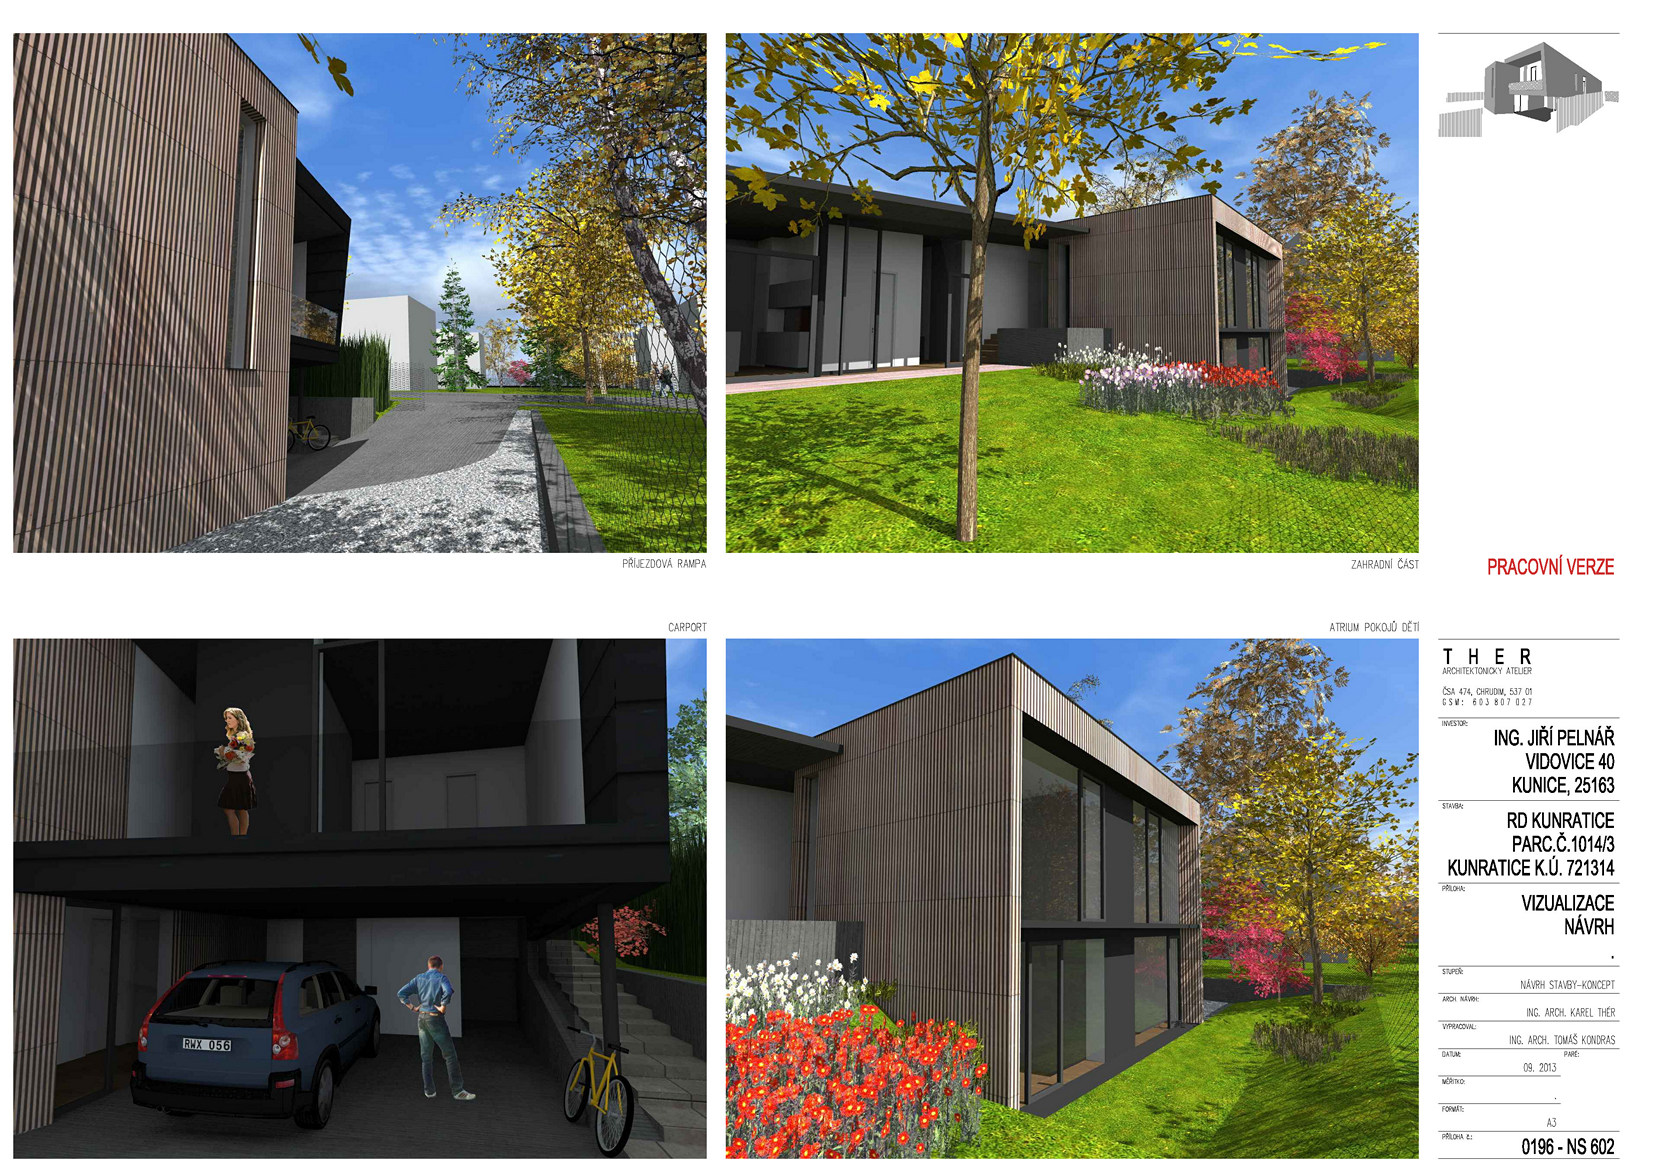 PŘÍJEZDOVÁ RAMPA
ZAHRADNÍ ČÁST
PRACOVNÍ VERZE
CARPORT
ATRIUM POKOJŮ DĚTÍ
RWX 056
THER
ARCHITEKTONICKÝ ATELIER
ČSA 474, CHRUDIM, 537 01
GSM: 603 807 027
INVESTOR:
ING. JIŘÍ PELNÁŘ
VIDOVICE 40
KUNICE, 25163
STAVBA:
RD KUNRATICE
PARC.Č.1014/3
KUNRATICE K.Ú. 721314
PŘÍLOHA:
VIZUALIZACE
NÁVRH
.
STUPEŇ:
NÁVRH STAVBY-KONCEPT
ARCH. NÁVRH:
ING. ARCH. KAREL THÉR
VYPRACOVAL:
ING. ARCH. TOMÁŠ KONDRAS
DATUM: PARÉ:
09. 2013
MĚŘÍTKO:
.
FORMÁT:
A3
PŘÍLOHA č.:
0196 - NS 602